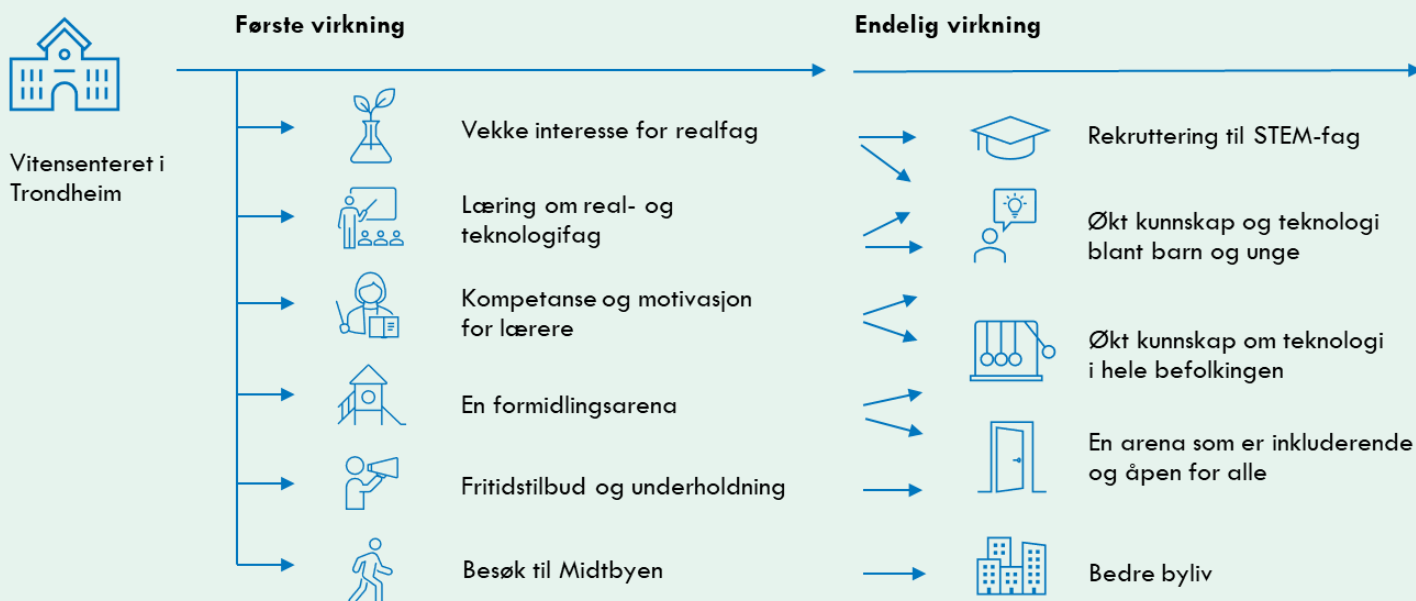 Første virkning
Endelig virkning
Vitensenteret i
Trondheim
Vekke interesse for realfag
Rekruttering til STEM-fag
Læring om real- og
teknologifag
Økt kunnskap og teknologi
blant barn og unge
Kompetanse og motivasjon
for lærere
Økt kunnskap om teknologi
i hele befolkingen
En formidlingsarena
En arena som er inkluderende
og åpen for alle
Fritidstilbud og underholdning
Besøk til Midtbyen
Bedre byliv